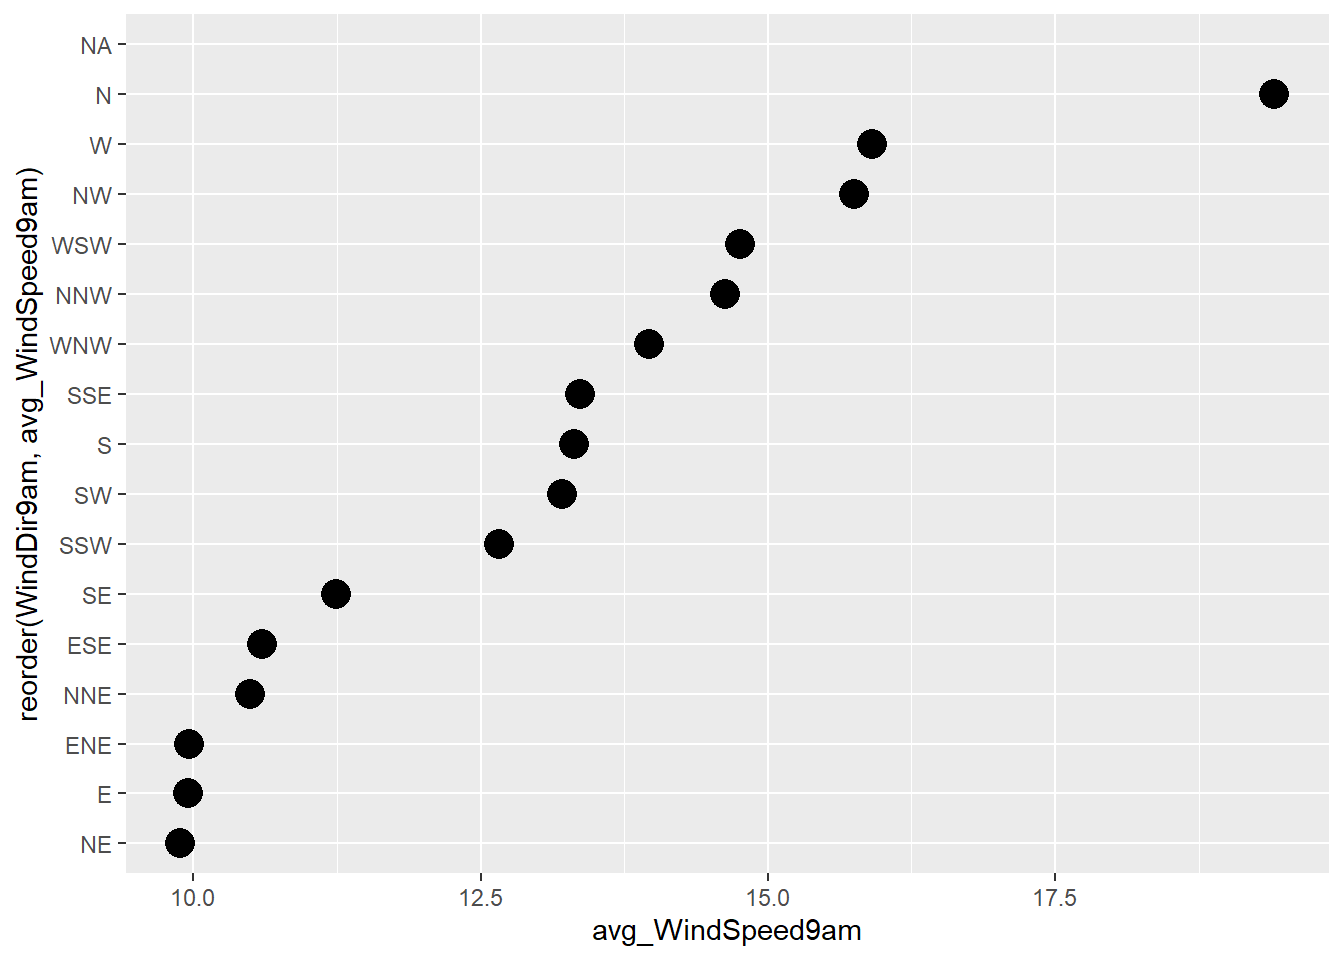 NA
N
W
NW
WSW
NNW
WNW
SSE
S
SW
SSW
SE
ESE
NNE
ENE
E
NE
reorder(WindDir9am, avg_WindSpeed9am)
10.0 12.5 15.0 17.5
avg_WindSpeed9am